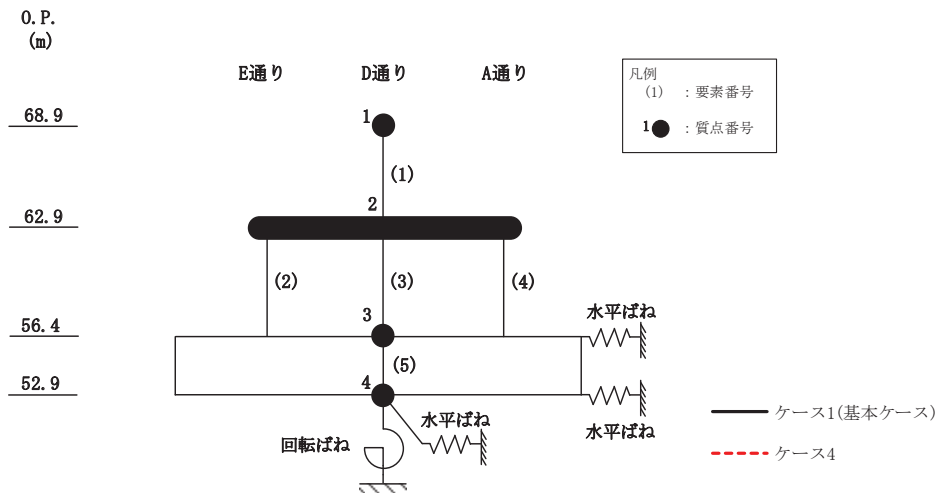 O.P.
(m)
E通り D通り A通り
凡例
(1) : 要素番号
1 : 質点番号
68.9
1
(1)
62.9
2
(2) (3) (4)
56.4
3
水平ばね
(5)
52.9
4
水平ばね
水平ばね
回転ばね
ケース1(基本ケース)
ケース4